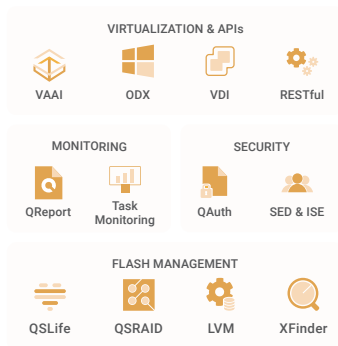 VIRTUALIZATION & APIs
VAAI ODX VDI RESTful
MONITORING
QReport Task
Monitoring
SECURITY
QAuth SED & ISE
FLASH MANAGEMENT
QSLife QSRAID LVM XFinder